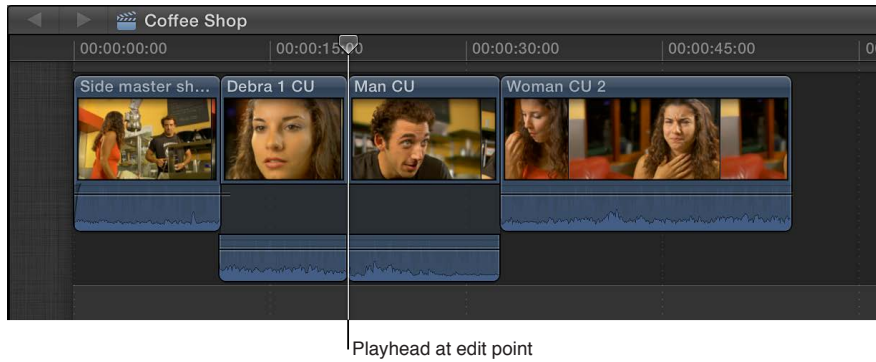 Coffee Shop
00:00:00:00 00:00:15:00 00:00:30:00 00:00:45:00 0
Side master sh... Debra 1 CU Man CU Woman CU 2
Playhead at edit point